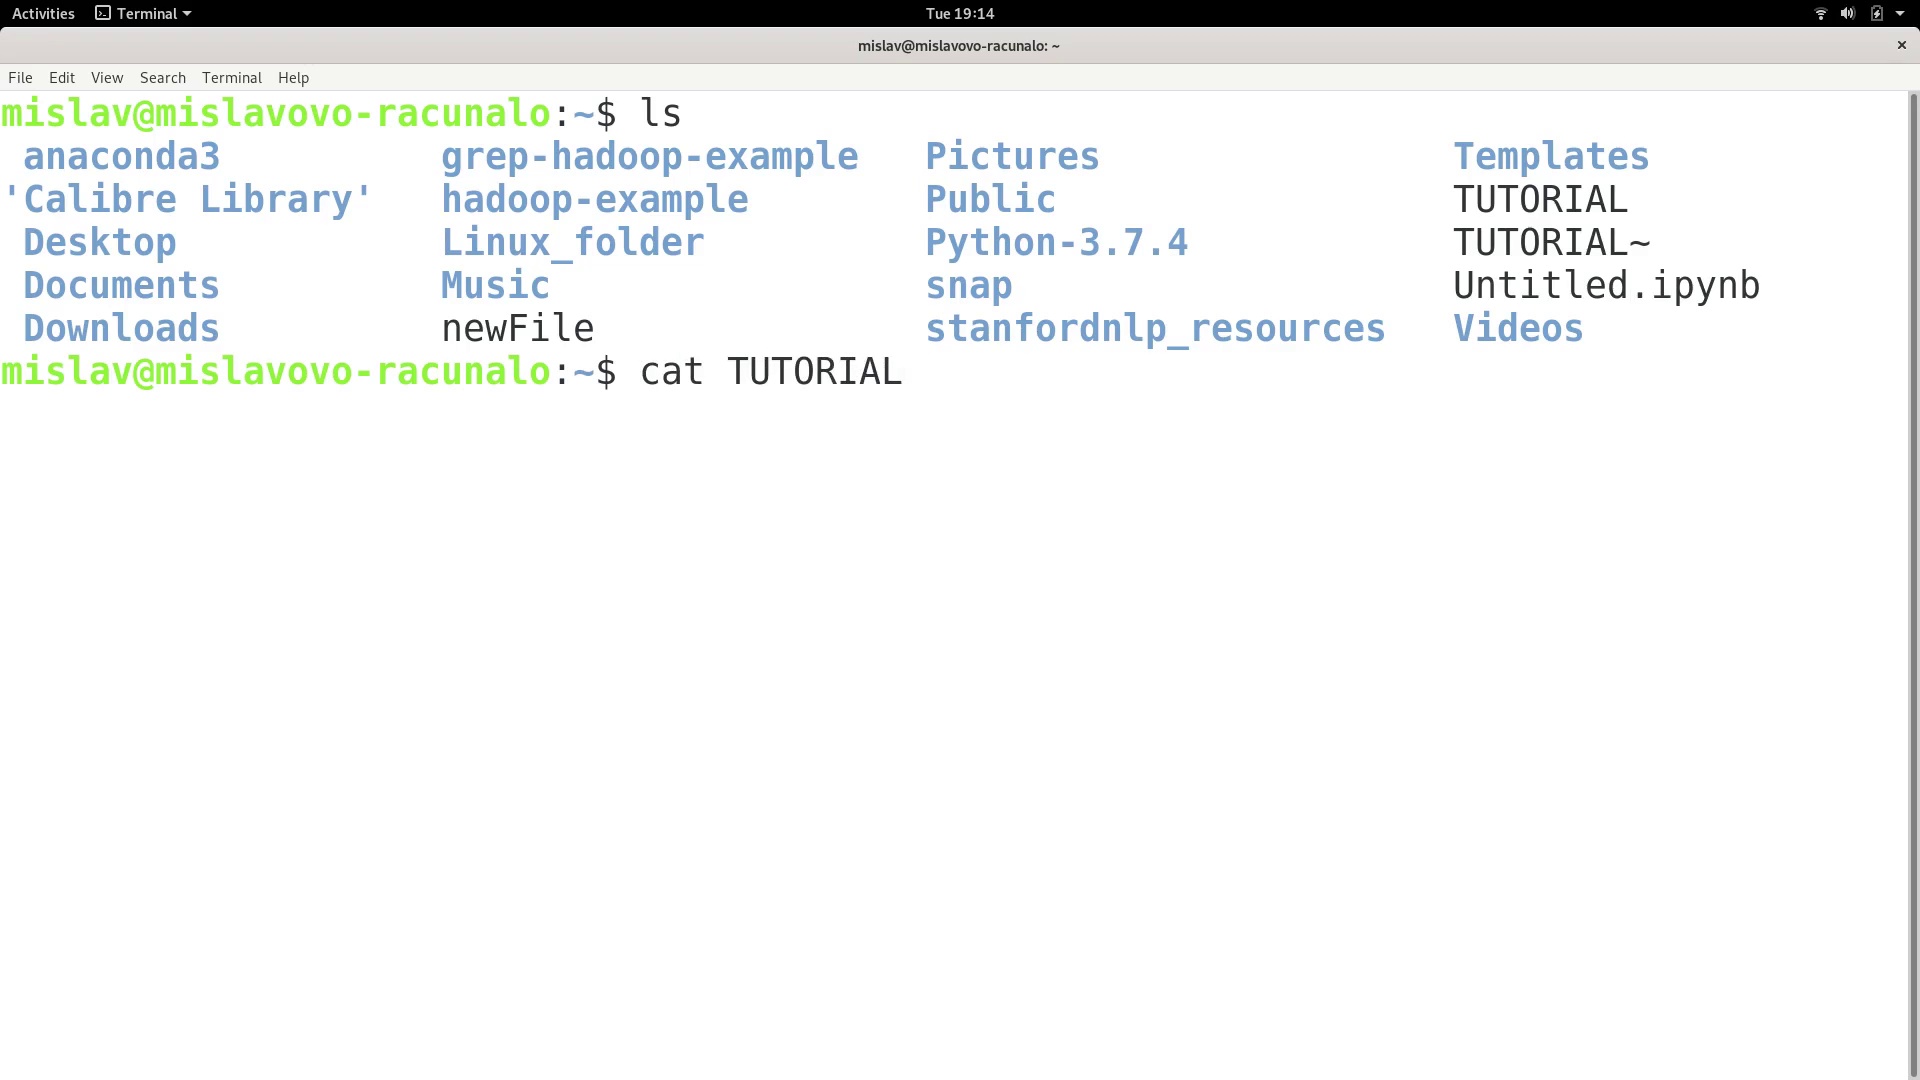 Activities Terminal Tue 19:14
mislav@mislavovo-racunalo: ~
File Edit View Search Terminal Help
mislav@mislavovo-racunalo:~$ ls
anaconda3 grep-hadoop-example Pictures Templates
'Calibre Library' hadoop-example Public TUTORIAL
Desktop Linux_folder Python-3.7.4 TUTORIAL~
Documents Music snap Untitled.ipynb
Downloads newFile stanfordnlp_resources Videos
mislav@mislavovo-racunalo:~$ cat TUTORIAL